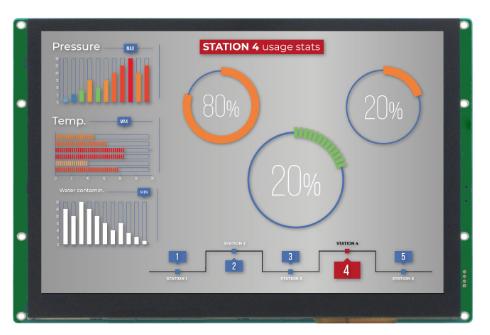 Pressure
MAX
STATION 4 usage stats
80%
20%
Temp.
MAX
20%
Water contamin.
STATION 2
STATION 4
1
3
5
2
4
STATION 1
STATION 3
STATION 5